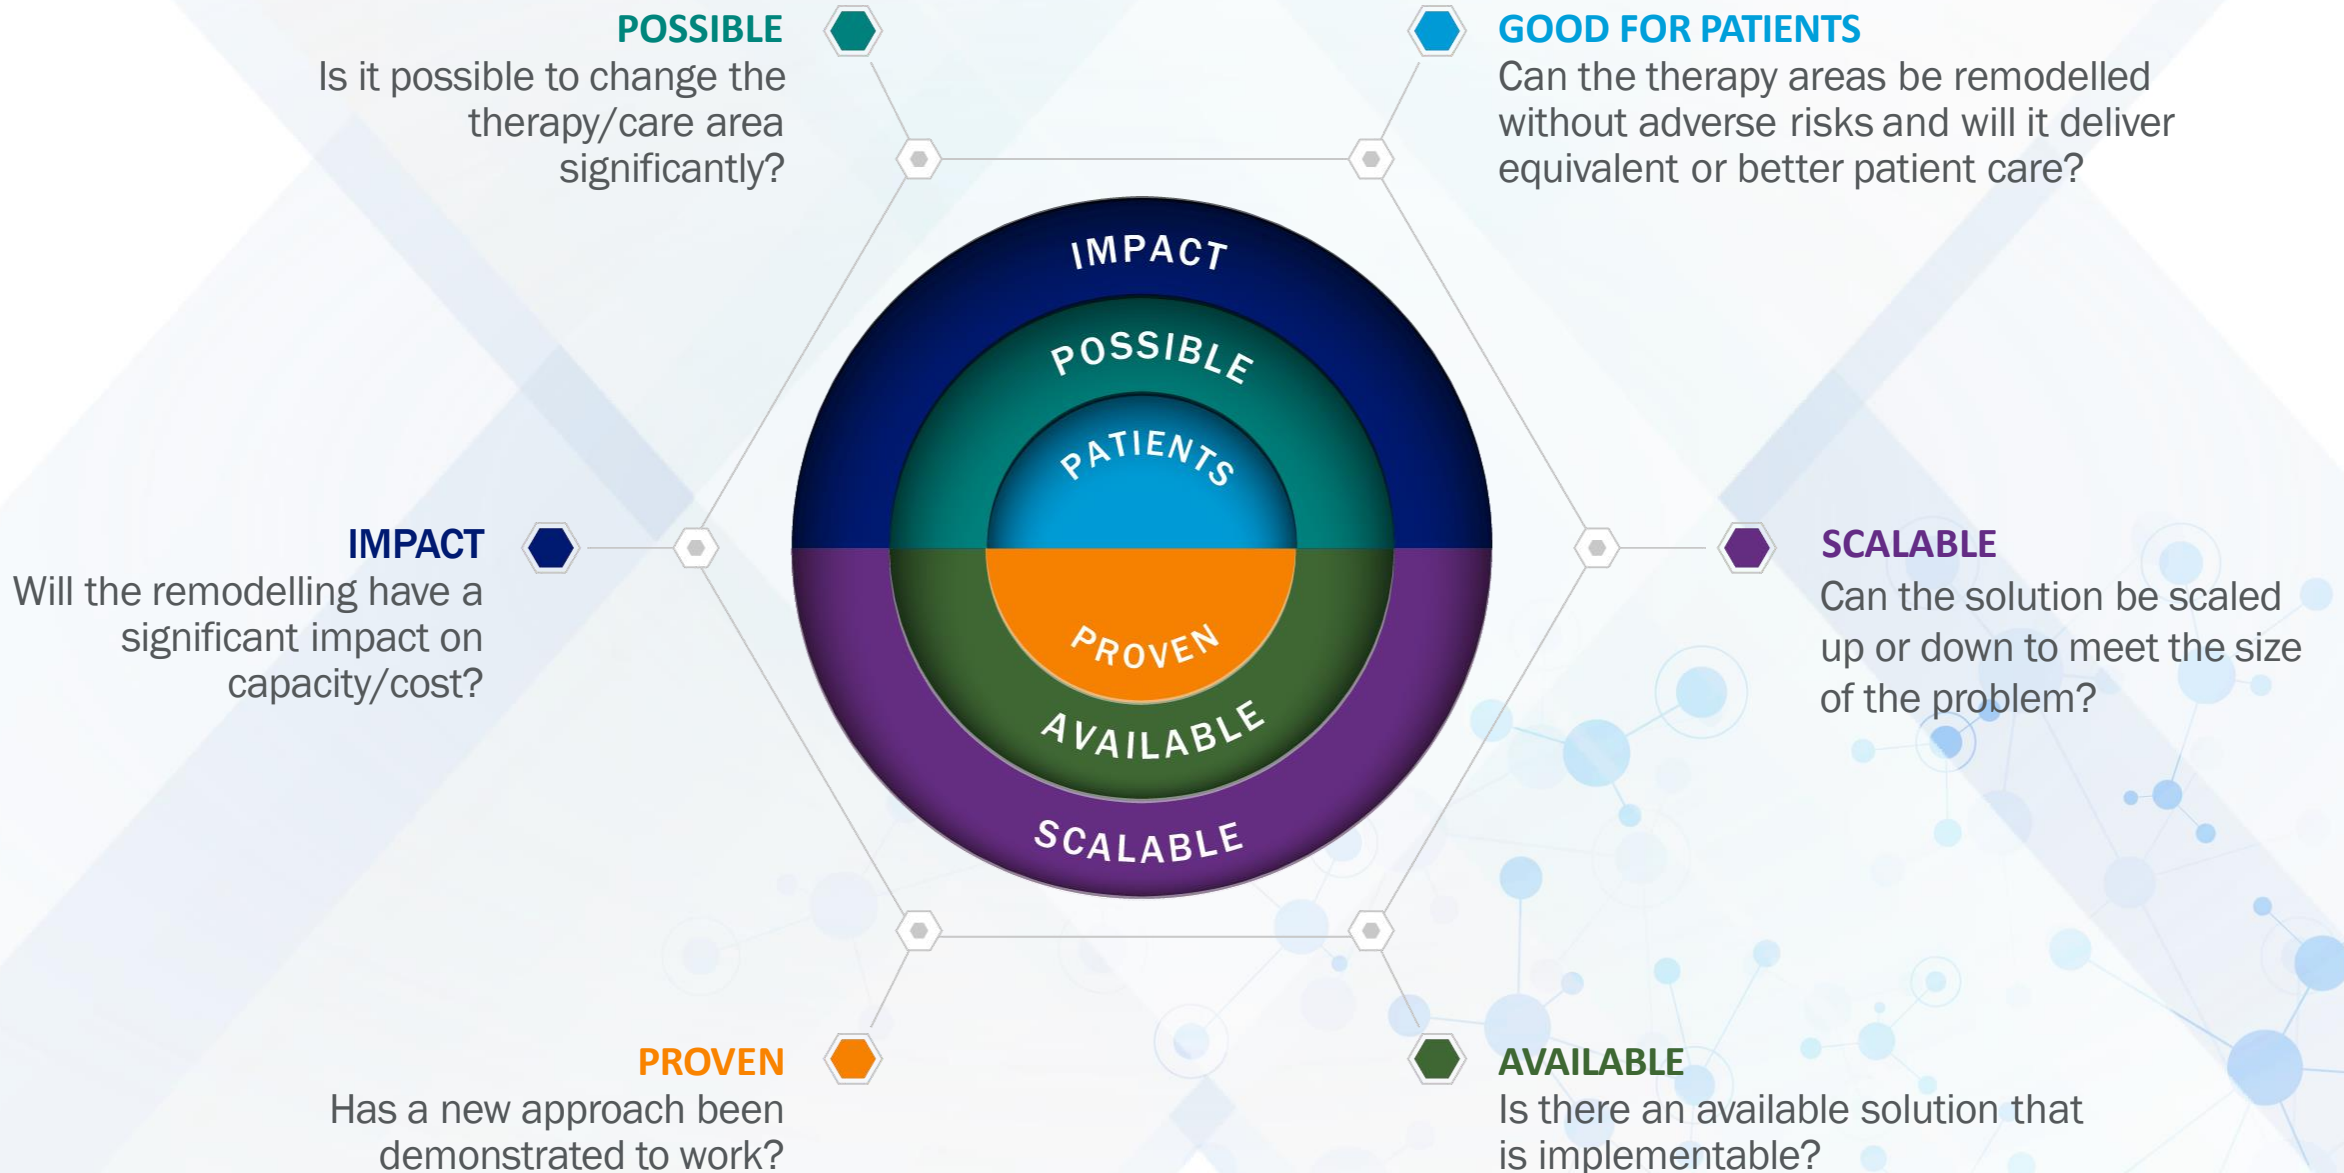 POSSIBLE
Is it possible to change the
therapy/care area
significantly?
GOOD FOR PATIENTS
Can the therapy areas be remodelled
without adverse risks and will it deliver
equivalent or better patient care?
IMPACT
POSSIBLE
PATIENTS
PROVEN
AVAILABLE
SCALABLE
IMPACT
Will the remodelling have a
significant impact on
capacity/cost?
SCALABLE
Can the solution be scaled
up or down to meet the size
of the problem?
PROVEN
Has a new approach been
demonstrated to work?
AVAILABLE
Is there an available solution that
is implementable?